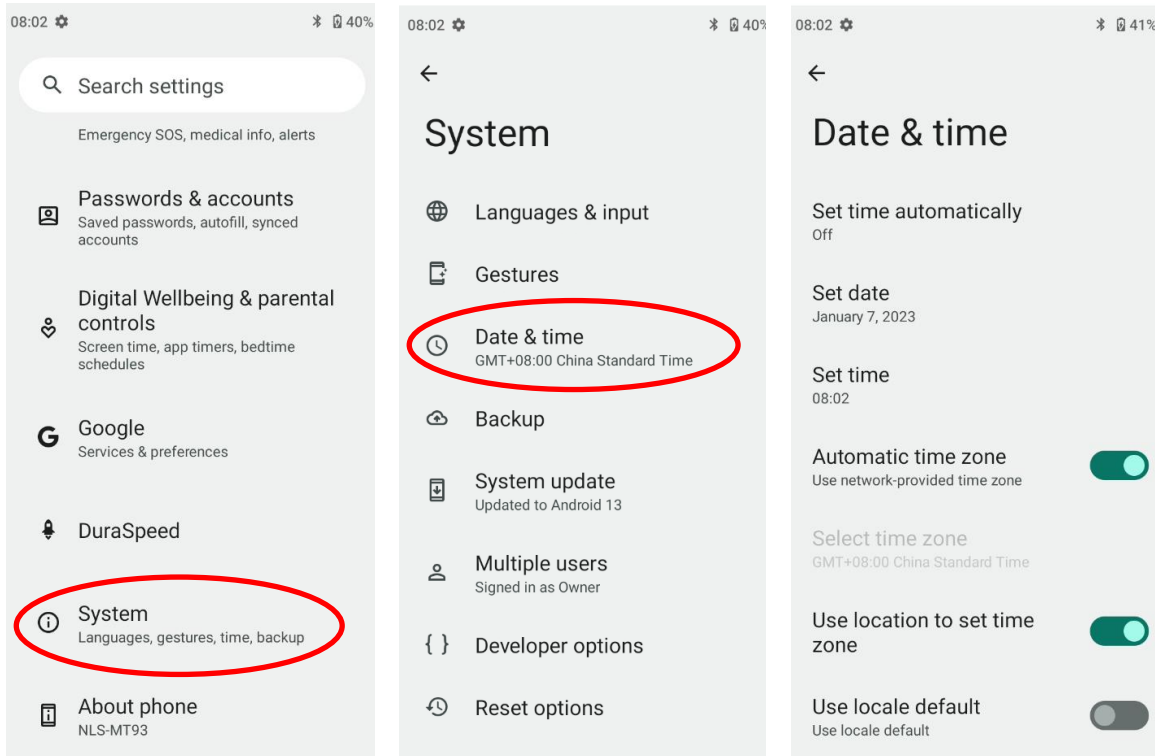 08:02 40%
Search settings
Emergency SOS, medical info, alerts
Passwords & accounts
Saved passwords, autofill, synced
accounts
Digital Wellbeing & parental
controls
Screen time, app timers, bedtime
schedules
Google
Services & preferences
DuraSpeed
System
Languages, gestures, time, backup
About phone
NLS-MT93
08:02 40%
System
Languages & input
Gestures
Date & time
GMT+08:00 China Standard Time
Backup
System update
Updated to Android 13
Multiple users
Signed in as Owner
{ } Developer options
Reset options
08:02 41%
Date & time
Set time automatically
Off
Set date
January 7, 2023
Set time
08:02
Automatic time zone
Use network-provided time zone
Select time zone
GMT+08:00 China Standard Time
Use location to set time
zone
Use locale default
Use locale default